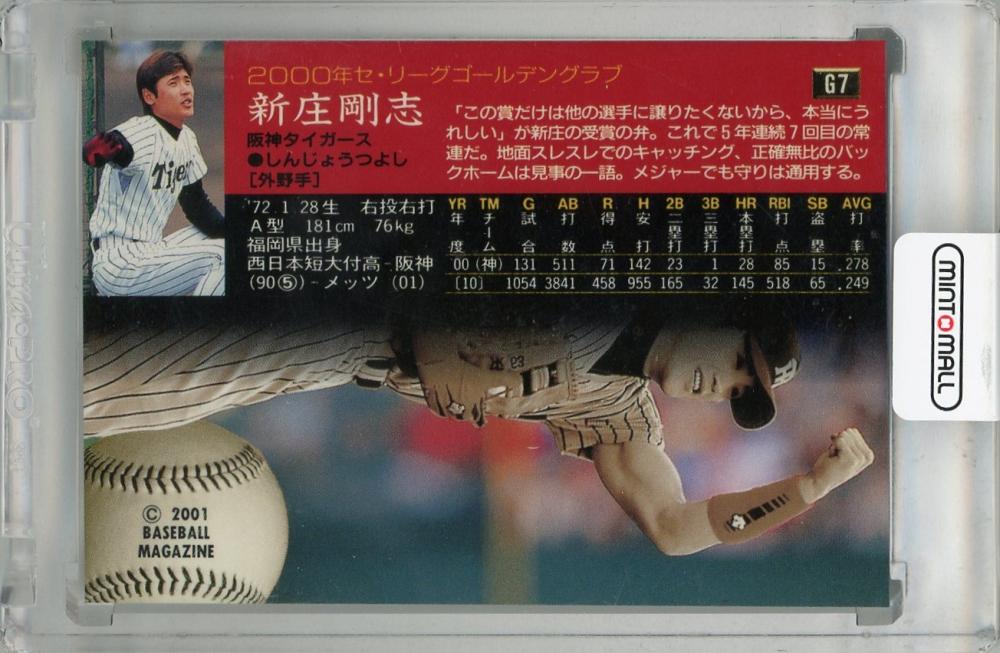 2000年セ・リーグゴールデングラブ
G7
新庄剛志
阪神タイガース
●しんじょうつよし
[外野手]
「この賞だけは他の選手に譲りたくないから、本当にう
れしい」が新庄の受賞の弁。これで5年連続7回目の常
連だ。地面スレスレでのキャッチング、正確無比のバッ
クホームは見事の一語。メジャーでも守りは通用する。
Tigers
'72.1.28生 右投右打
A型 181cm 76kg
福岡県出身
西日本短大付高-阪神
(90⑤)-メッツ(01)
YR TM G AB R H 2B 3B HR RBI SB AVG
年度 チーム 試合 打数 得点 安打 二塁打 三塁打 本塁打 打点 盗塁 打率
00 (神) 131 511 71 142 23 1 28 85 15 .278
[10] 1054 3841 458 955 165 32 145 518 65 .249
MINT MALL
© 2001
BASEBALL
MAGAZINE